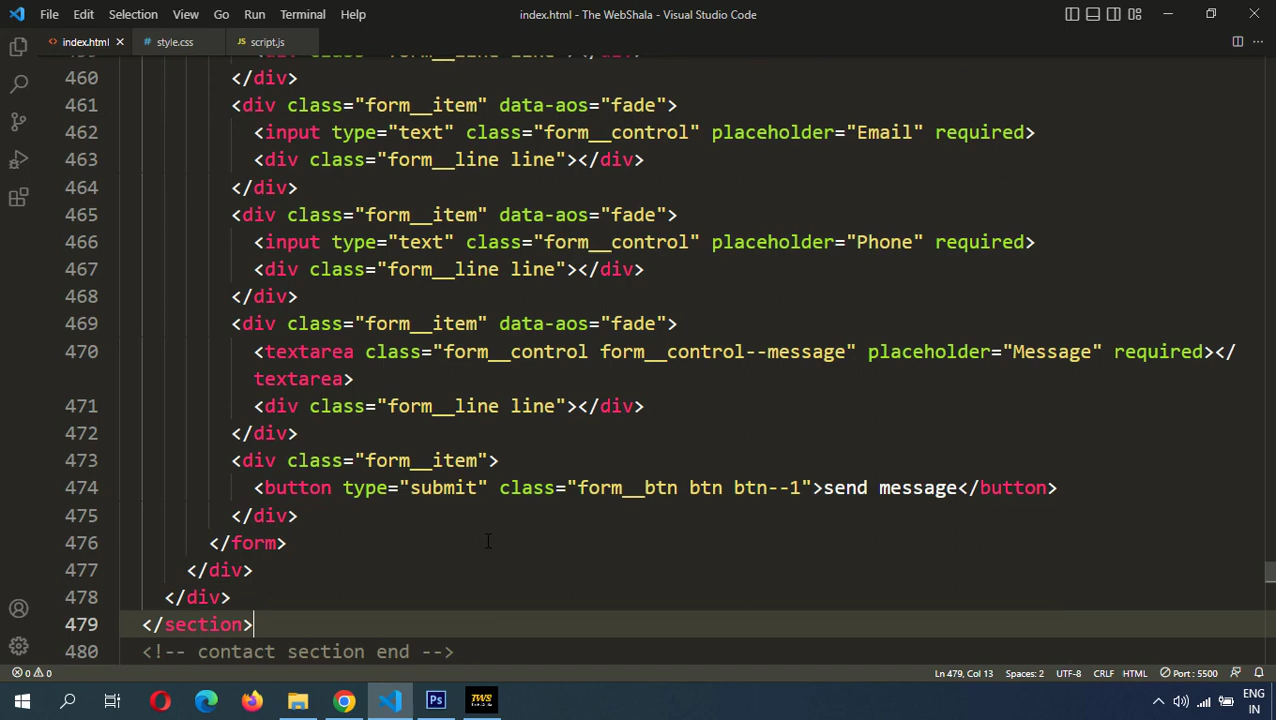 File Edit Selection View Go Run Terminal Help index.html - The WebShala - Visual Studio Code
index.html style.css script.js
460 </div>
461 <div class="form__item" data-aos="fade">
462 <input type="text" class="form__control" placeholder="Email" required>
463 <div class="form__line line"></div>
464 </div>
465 <div class="form__item" data-aos="fade">
466 <input type="text" class="form__control" placeholder="Phone" required>
467 <div class="form__line line"></div>
468 </div>
469 <div class="form__item" data-aos="fade">
470 <textarea class="form__control form__control--message" placeholder="Message" required></
textarea>
471 <div class="form__line line"></div>
472 </div>
473 <div class="form__item">
474 <button type="submit" class="form__btn btn btn--1">send message</button>
475 </div>
476 </form>
477 </div>
478 </div>
479 </section>
480 <!-- contact section end -->
0 0 Ln 479, Col 13 Spaces: 2 UTF-8 CRLF HTML Port : 5500
Ps TWS ENG
IN